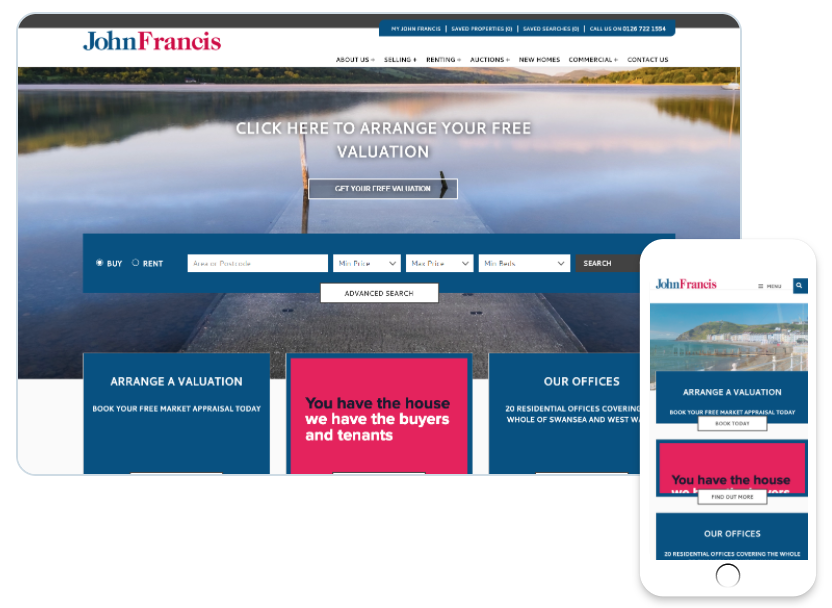 MY JOHN FRANCIS | SAVED PROPERTIES (0) | SAVED SEARCHES (0) | CALL US ON 0126 722 1554
JohnFrancis
ABOUT US + SELLING + RENTING + AUCTIONS + NEW HOMES COMMERCIAL + CONTACT US
CLICK HERE TO ARRANGE YOUR FREE
VALUATION
GET YOUR FREE VALUATION
BUY RENT Area or Postcode Min Price Max Price Min Beds SEARCH
ADVANCED SEARCH
ARRANGE A VALUATION
BOOK YOUR FREE MARKET APPRAISAL TODAY
You have the house
we have the buyers
and tenants
OUR OFFICES
20 RESIDENTIAL OFFICES COVERING
WHOLE OF SWANSEA AND WEST WA
JohnFrancis
MENU
ARRANGE A VALUATION
BOOK YOUR FREE MARKET APPRAISAL TODAY
BOOK TODAY
You have the house
FIND OUT MORE
OUR OFFICES
20 RESIDENTIAL OFFICES COVERING THE WHOLE